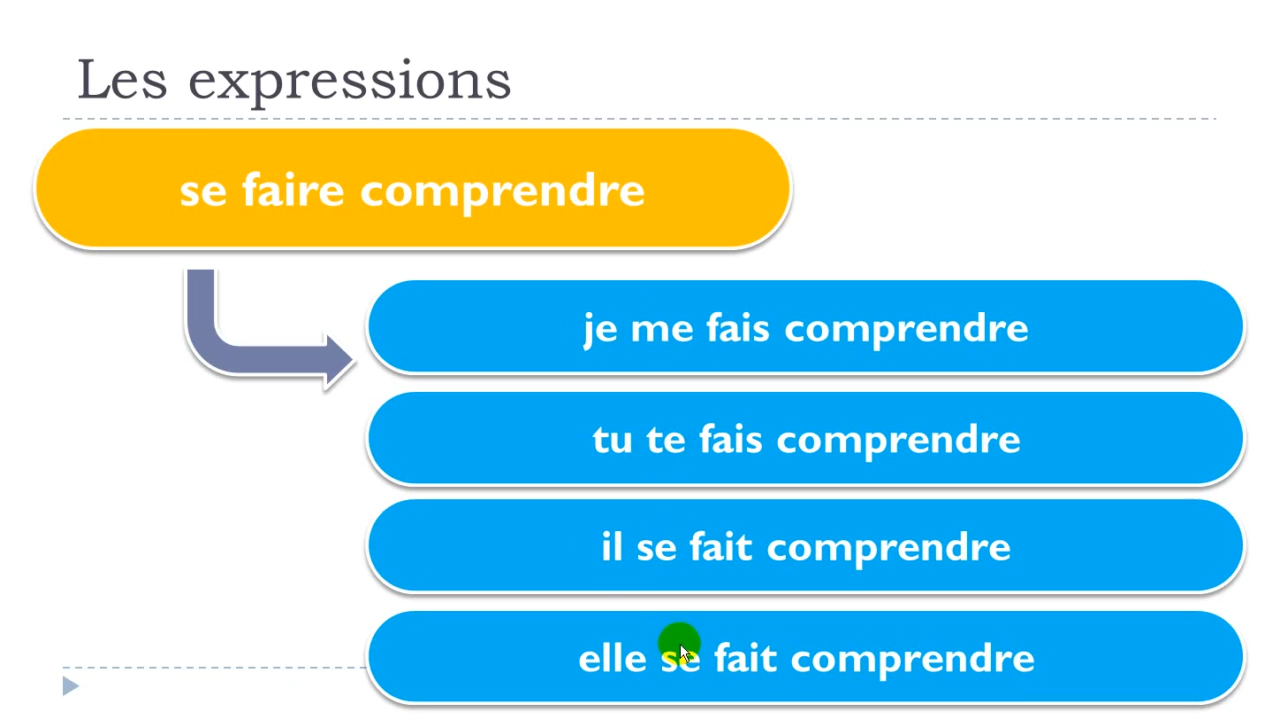 Les expressions
se faire comprendre
je me fais comprendre
tu te fais comprendre
il se fait comprendre
elle se fait comprendre